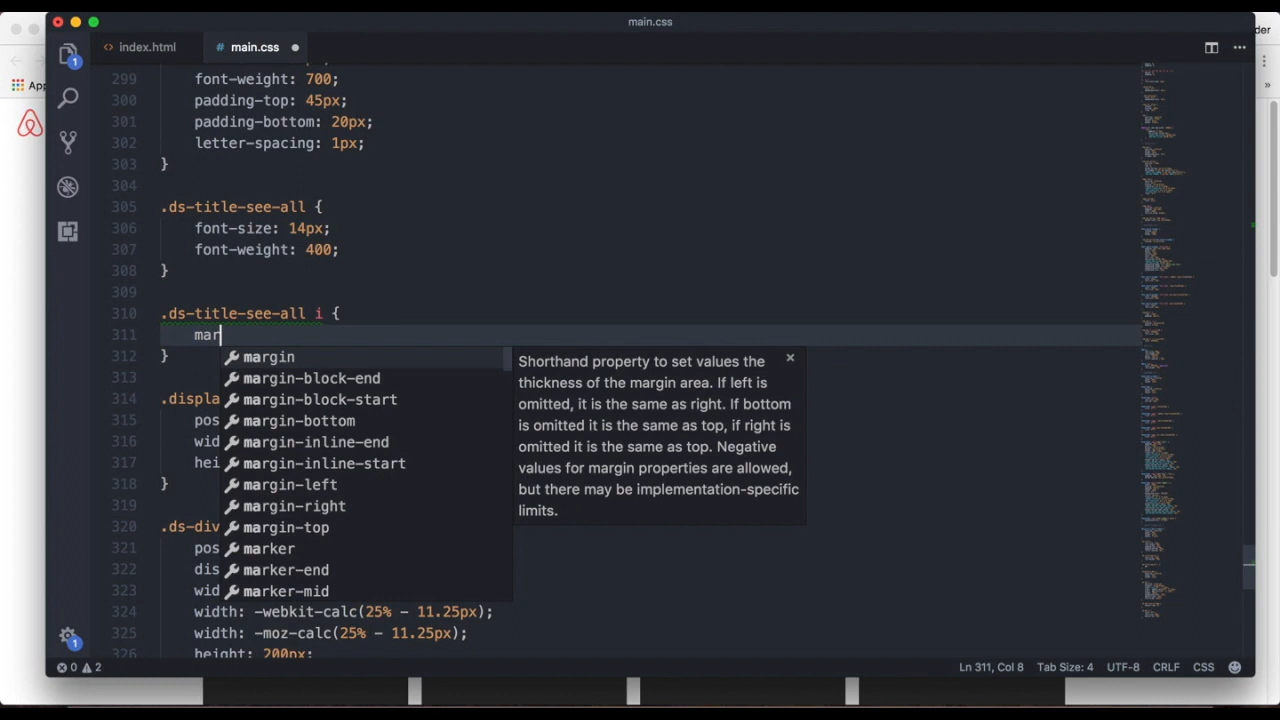 main.css
der
index.html
# main.css
1
App
»
299 font-weight: 700;
300 padding-top: 45px;
301 padding-bottom: 20px;
302 letter-spacing: 1px;
303 }
304
305 .ds-title-see-all {
306 font-size: 14px;
307 font-weight: 400;
308 }
309
310 .ds-title-see-all i {
311 mar
312 }
313
314 .displa
315 pos
316 wid
317 hei
318 }
319
320 .ds-div
321 pos
322 dis
323 wid
324 width: -webkit-calc(25% - 11.25px);
325 width: -moz-calc(25% - 11.25px);
326 height: 200px;
margin
margin-block-end
margin-block-start
margin-bottom
margin-inline-end
margin-inline-start
margin-left
margin-right
margin-top
marker
marker-end
marker-mid
Shorthand property to set values the
thickness of the margin area. If left is
omitted, it is the same as right. If bottom
is omitted it is the same as top, if right is
omitted it is the same as top. Negative
values for margin properties are allowed,
but there may be implementation-specific
limits.
1
0 2
Ln 311, Col 8 Tab Size: 4 UTF-8 CRLF CSS